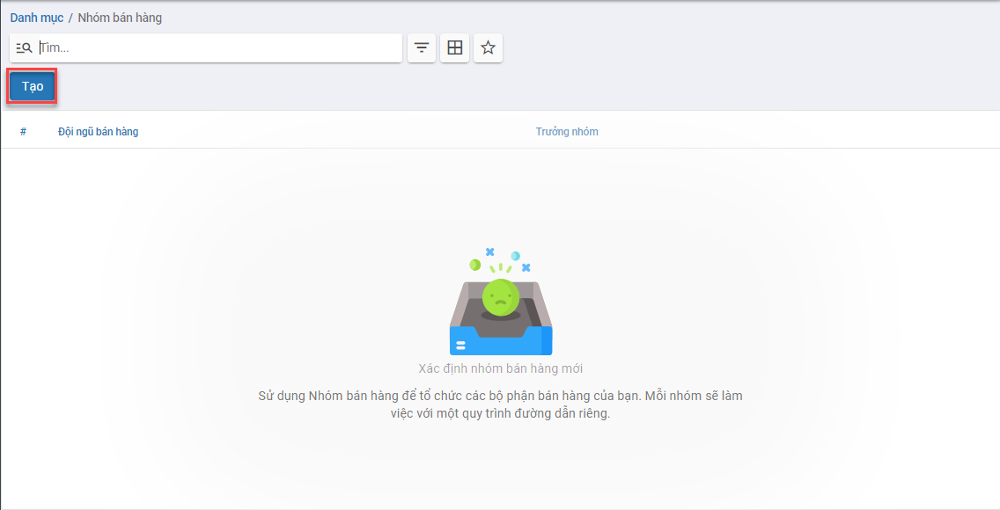 Danh mục / Nhóm bán hàng
Tìm...
Tạo
# Đội ngũ bán hàng Trưởng nhóm
Xác định nhóm bán hàng mới
Sử dụng Nhóm bán hàng để tổ chức các bộ phận bán hàng của bạn. Mỗi nhóm sẽ làm
việc với một quy trình đường dẫn riêng.